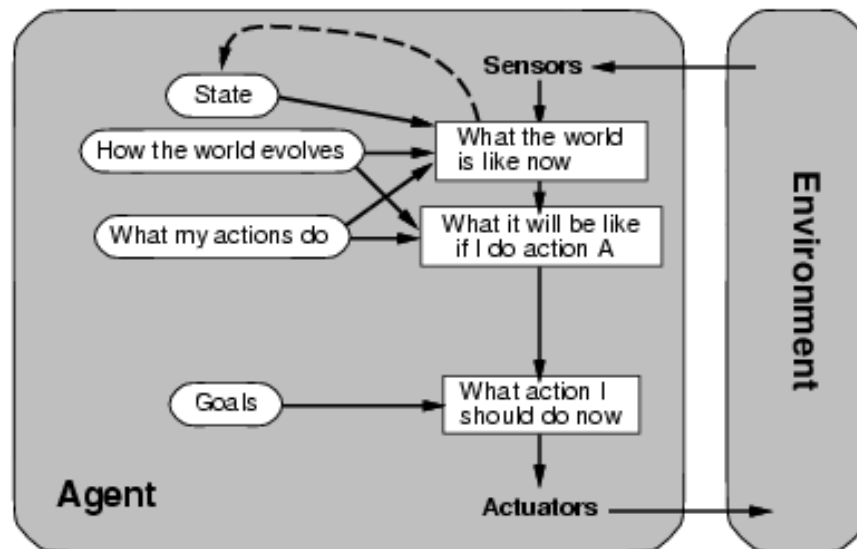 Sensors
State
What the world
is like now
How the world evolves
What my actions do
What it will be like
if I do action A
Goals
What action I
should do now
Agent
Actuators
Environment